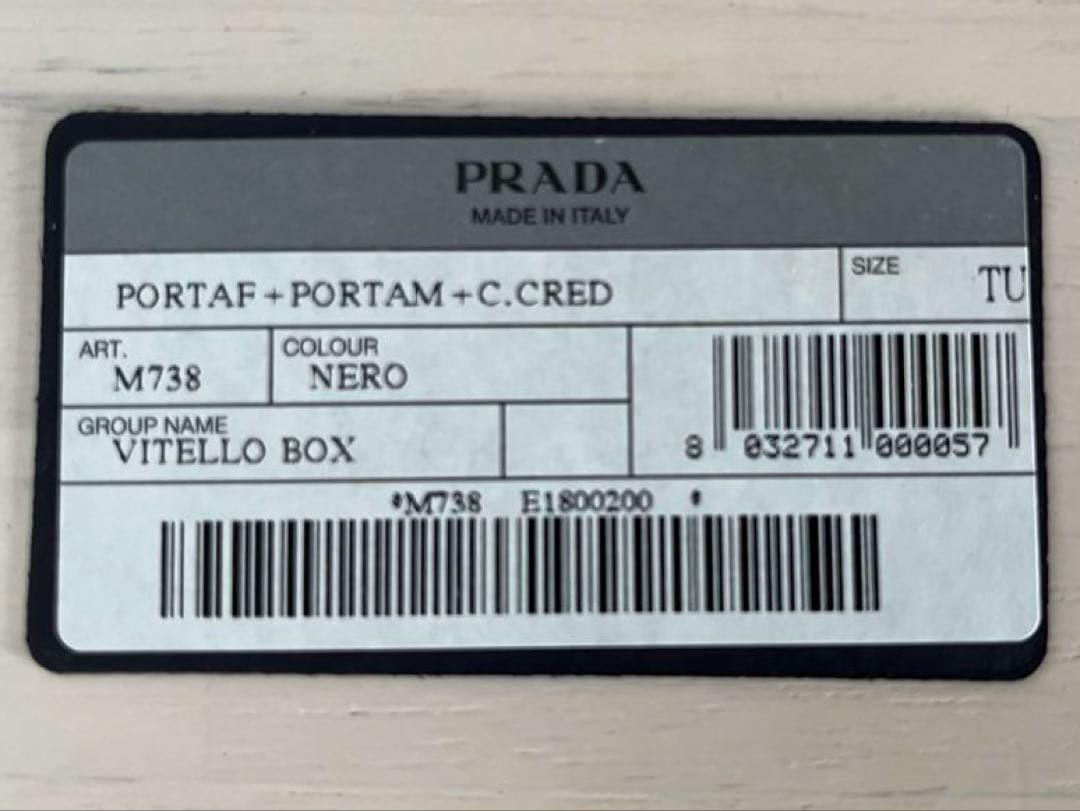 PRADA
MADE IN ITALY
PORTAF+PORTAM+C.CRED
SIZE
TU
ART.
M738
COLOUR
NERO
GROUP NAME
VITELLO BOX
8 032711 000057
*M738 E1800200 *